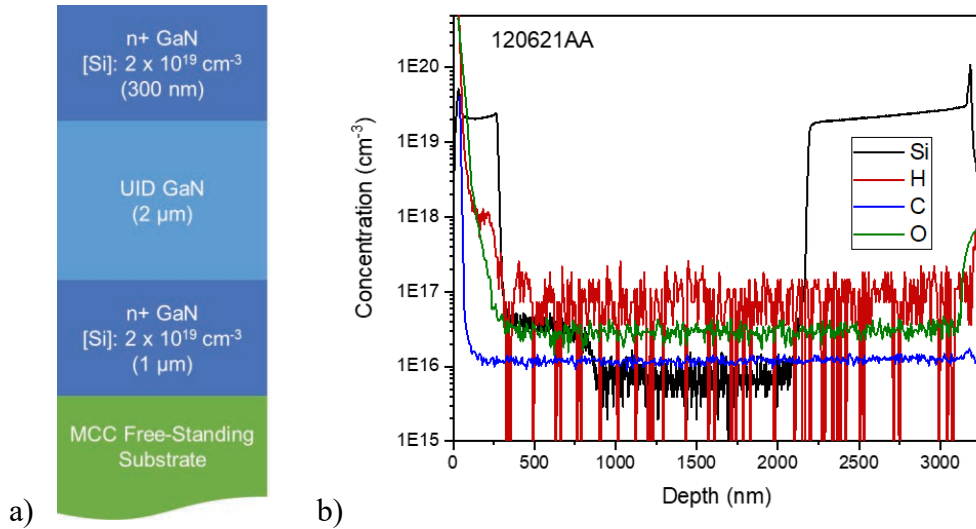 n+ GaN
[Si]: 2 x 10¹⁹ cm⁻³
(300 nm)
UID GaN
(2 µm)
n+ GaN
[Si]: 2 x 10¹⁹ cm⁻³
(1 µm)
MCC Free-Standing
Substrate
a)
b)
120621AA
Concentration (cm⁻³)
1E20
1E19
1E18
1E17
1E16
1E15
Si
H
C
O
0
500
1000
1500
2000
2500
3000
Depth (nm)